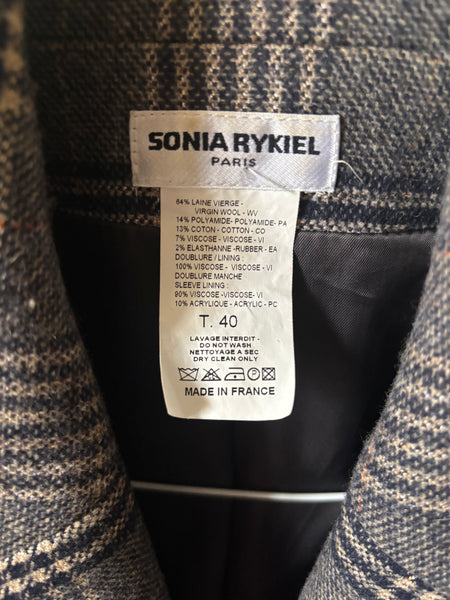 SONIA RYKIEL
PARIS
64% LAINE VIERGE -
VIRGIN WOOL - WV
14% POLYAMIDE- POLYAMIDE- PA
13% COTON - COTTON - CO
7% VISCOSE - VISCOSE - VI
2% ELASTHANNE -RUBBER - EA
DOUBLURE / LINING :
100% VISCOSE - VISCOSE - VI
DOUBLURE MANCHE
SLEEVE LINING :
90% VISCOSE -VISCOSE- VI
10% ACRYLIQUE - ACRYLIC - PC
T. 40
LAVAGE INTERDIT -
DO NOT WASH
NETTOYAGE A SEC
DRY CLEAN ONLY
P
MADE IN FRANCE